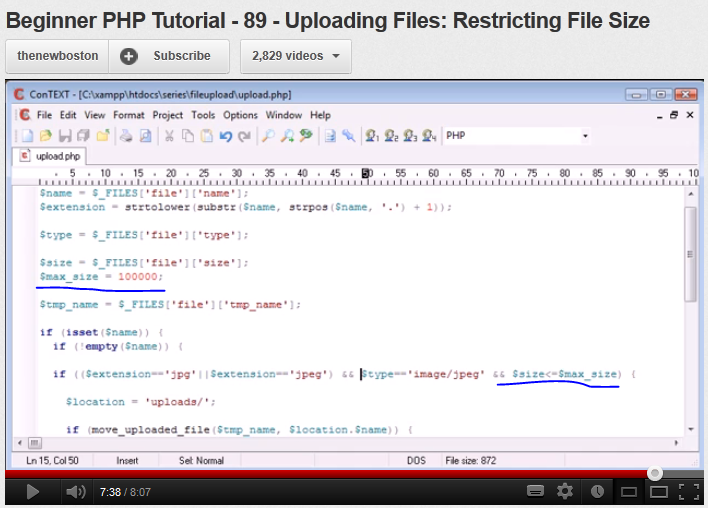 Beginner PHP Tutorial - 89 - Uploading Files: Restricting File Size
thenewboston Subscribe 2,829 videos
ConTEXT - [C:\xampp\htdocs\series\fileupload\upload.php]
File Edit View Format Project Tools Options Window Help
PHP
upload.php
5 10 15 20 25 30 35 40 45 50 55 60 65 70 75 80 85 90 95 10
$name = $_FILES['file']['name'];
$extension = strtolower(substr($name, strpos($name, '.') + 1));
$type = $_FILES['file']['type'];
$size = $_FILES['file']['size'];
$max_size = 100000;
$tmp_name = $_FILES['file']['tmp_name'];
if (isset($name)) {
if (!empty($name)) {
if (($extension=='jpg'||$extension=='jpeg') && $type=='image/jpeg' && $size<=$max_size) {
$location = 'uploads/';
if (move_uploaded_file($tmp_name, $location.$name)) {
Ln 15, Col 50 Insert Sel: Normal DOS File size: 872
7:38 / 8:07